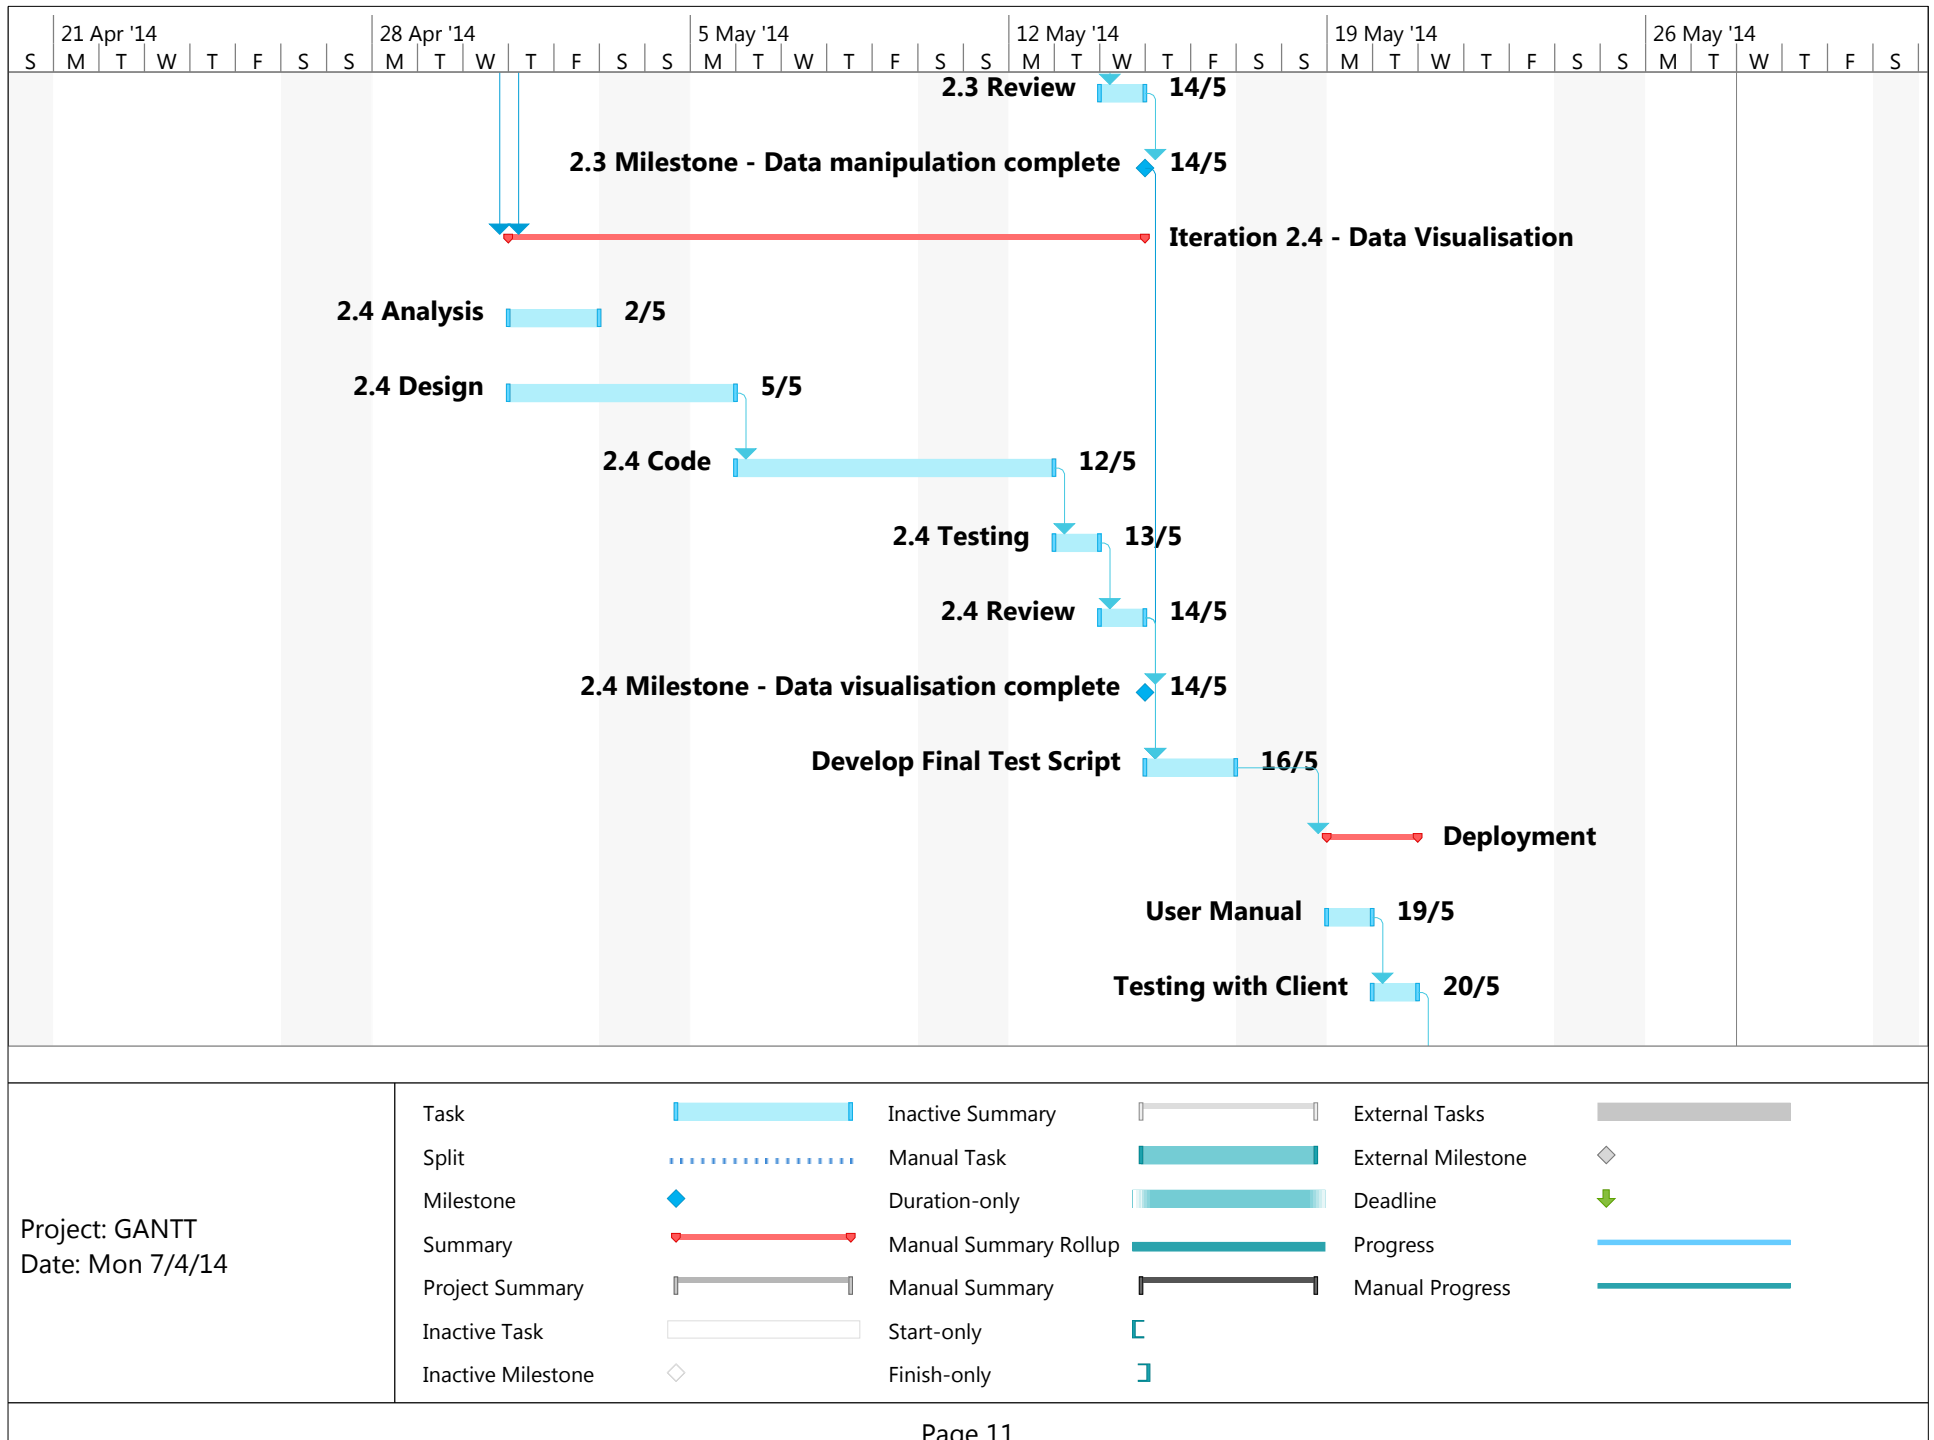 21 Apr '14 28 Apr '14 5 May '14 12 May '14 19 May '14 26 May '14
S M T W T F S S M T W T F S S M T W T F S S M T W T F S S M T W T F S S M T W T F S
2.3 Review 14/5
2.3 Milestone - Data manipulation complete 14/5
Iteration 2.4 - Data Visualisation
2.4 Analysis 2/5
2.4 Design 5/5
2.4 Code 12/5
2.4 Testing 13/5
2.4 Review 14/5
2.4 Milestone - Data visualisation complete 14/5
Develop Final Test Script 16/5
Deployment
User Manual 19/5
Testing with Client 20/5
Project: GANTT
Date: Mon 7/4/14
Task
Split
Milestone
Summary
Project Summary
Inactive Task
Inactive Milestone
Inactive Summary
Manual Task
Duration-only
Manual Summary Rollup
Manual Summary
Start-only
Finish-only
External Tasks
External Milestone
Deadline
Progress
Manual Progress
Page 11